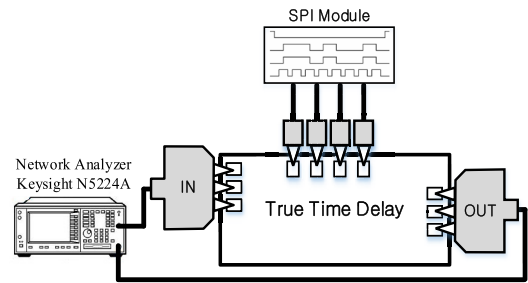 SPI Module
Network Analyzer
Keysight N5224A
IN
True Time Delay
OUT